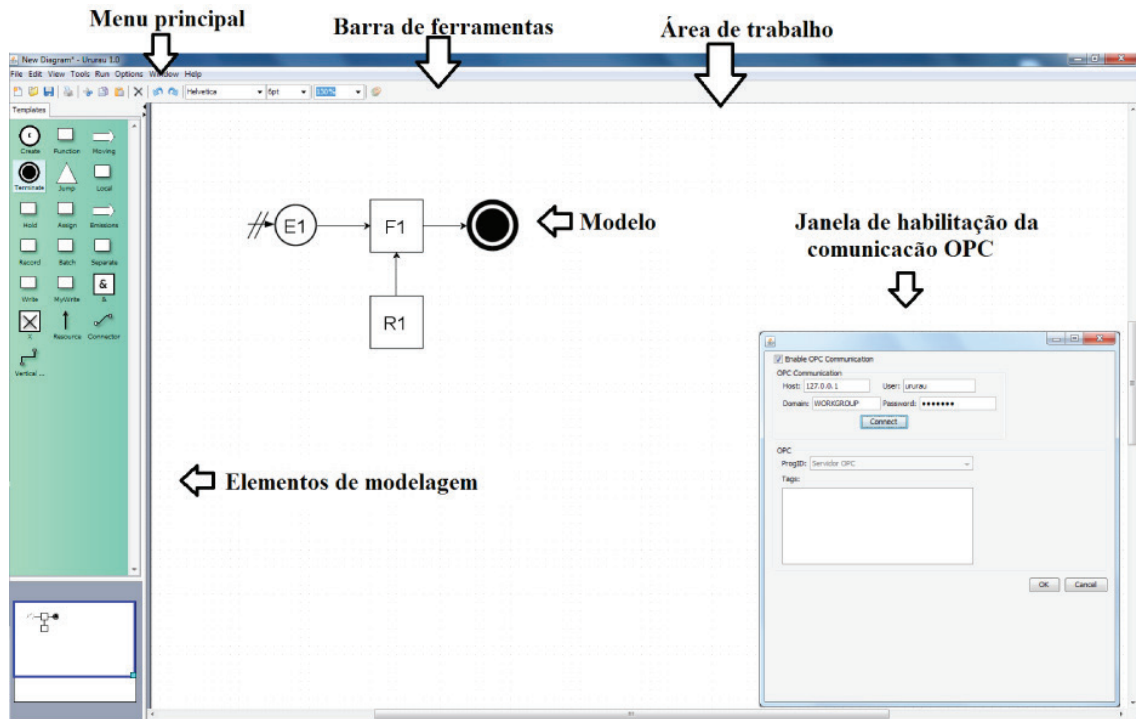 Menu principal
Barra de ferramentas
Área de trabalho
New Diagram* - Ururau 1.0
File Edit View Tools Run Options Window Help
Helvetica 6pt 100%
Templates
Create Function Moving
Terminate Jump Local
Hold Assign Emissions
Record Batch Separate
Write MyWrite &
X Resource Connector
Vertical ...
E1 F1
R1
Modelo
Elementos de modelagem
Janela de habilitação da
comunicacão OPC
Enable OPC Communication
OPC Communication
Host: 127.0.0.1 User: ururau
Domain: WORKGROUP Password: •••••••
Connect
OPC
ProgID: Servidor OPC
Tags:
OK Cancel